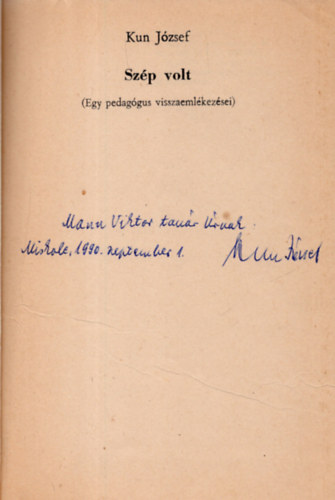 Kun József
Szép volt
(Egy pedagógus visszaemlékezései)
Mann Viktor tanár Úrnak
Miskolc, 1990. szeptember 1. Kun József